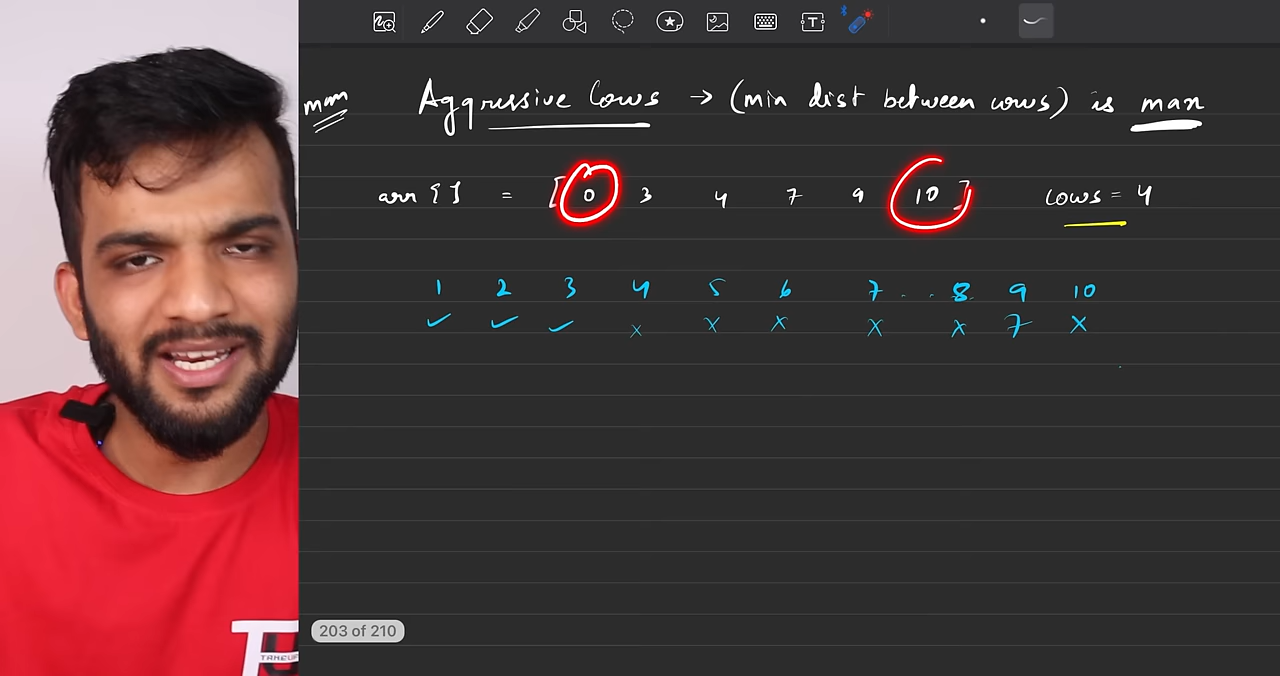 mm Aggressive Cows → (min dist between cows) is max
arr [ ] = [ 0 3 4 7 9 10 ] cows = 4
1 2 3 4 5 6 7 . . 8 9 10
✓ ✓ ✓ x x x x x 7 x
203 of 210